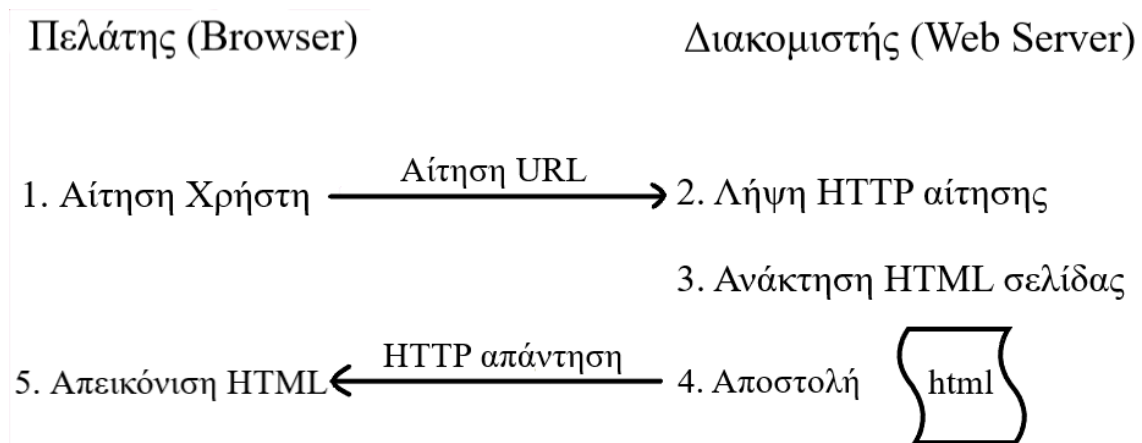 Πελάτης (Browser)
Διακομιστής (Web Server)
1. Αίτηση Χρήστη
Αίτηση URL
2. Λήψη HTTP αίτησης
3. Ανάκτηση HTML σελίδας
5. Απεικόνιση HTML
HTTP απάντηση
4. Αποστολή
html